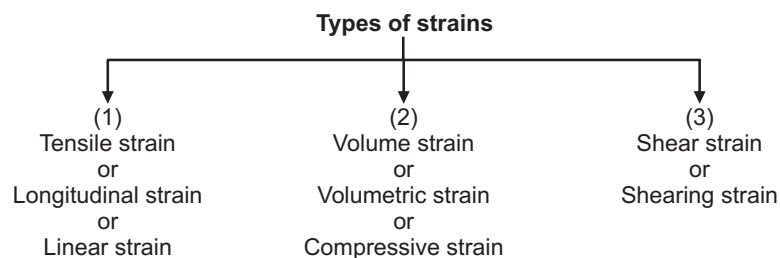 Types of strains
(1)
Tensile strain
or
Longitudinal strain
or
Linear strain
(2)
Volume strain
or
Volumetric strain
or
Compressive strain
(3)
Shear strain
or
Shearing strain